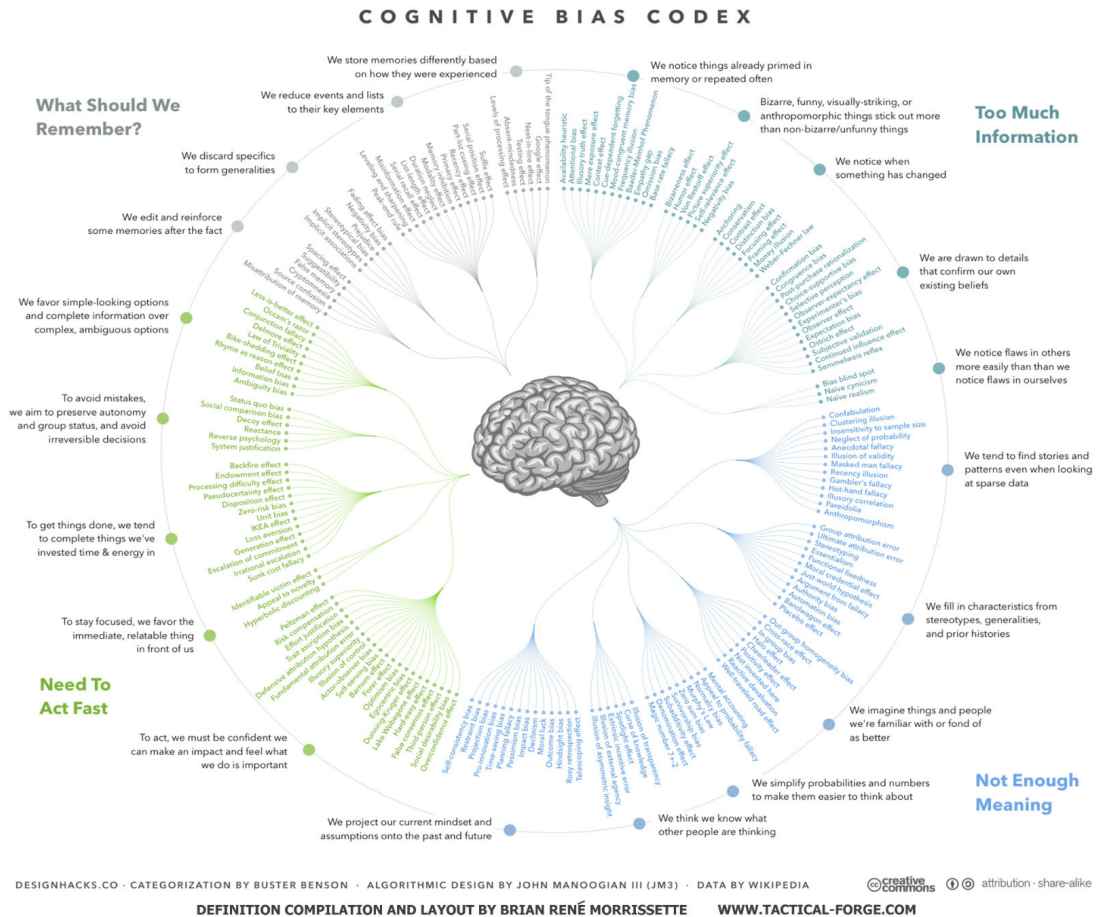 COGNITIVE BIAS CODEX
What Should We
Remember?
We store memories differently based
on how they were experienced
Tip of the tongue phenomenon
Google effect
Next-in-line effect
Testing effect
Absent-mindedness
Levels of processing effect
We reduce events and lists
to their key elements
Suffix effect
Serial position effect
Part-list cueing effect
Recency effect
Primacy effect
Memory inhibition
Modality effect
Duration neglect
List-length effect
Serial recall effect
Misinformation effect
Leveling and sharpening
Peak-end rule
We discard specifics
to form generalities
Fading affect bias
Negativity bias
Prejudice
Stereotypical bias
Implicit stereotypes
Implicit associations
We edit and reinforce
some memories after the fact
Spacing effect
Suggestibility
False memory
Cryptomnesia
Source confusion
Misattribution of memory
Too Much
Information
We notice things already primed in
memory or repeated often
Availability heuristic
Attentional bias
Illusory truth effect
Mere exposure effect
Context effect
Cue-dependent forgetting
Mood-congruent memory bias
Frequency illusion
Baader-Meinhof Phenomenon
Empathy gap
Omission bias
Base rate fallacy
Bizarre, funny, visually-striking, or
anthropomorphic things stick out more
than non-bizarre/unfunny things
Bizarreness effect
Humor effect
Von Restorff effect
Picture superiority effect
Self-relevance effect
Negativity bias
We notice when
something has changed
Anchoring
Conservatism
Contrast effect
Distinction bias
Focusing effect
Framing effect
Money illusion
Weber–Fechner law
We are drawn to details
that confirm our own
existing beliefs
Confirmation bias
Congruence bias
Post-purchase rationalization
Choice-supportive bias
Selective perception
Observer-expectancy effect
Experimenter's bias
Observer effect
Expectation bias
Ostrich effect
Subjective validation
Continued influence effect
Semmelweis reflex
We notice flaws in others
more easily than than we
notice flaws in ourselves
Bias blind spot
Naïve cynicism
Naïve realism
We tend to find stories and
patterns even when looking
at sparse data
Confabulation
Clustering illusion
Insensitivity to sample size
Neglect of probability
Anecdotal fallacy
Illusion of validity
Masked man fallacy
Recency illusion
Gambler's fallacy
Hot-hand fallacy
Illusory correlation
Pareidolia
Anthropomorphism
We fill in characteristics from
stereotypes, generalities,
and prior histories
Group attribution error
Ultimate attribution error
Stereotyping
Essentialism
Functional fixedness
Moral credential effect
Just-world hypothesis
Argument from fallacy
Authority bias
Automation bias
Bandwagon effect
Placebo effect
We imagine things and people
we're familiar with or fond of
as better
Out-group homogeneity bias
Cross-race effect
In-group bias
Halo effect
Cheerleader effect
Positivity effect
Not invented here
Reactive devaluation
Well-traveled road effect
Not Enough
Meaning
We simplify probabilities and numbers
to make them easier to think about
Mental accounting
Appeal to probability fallacy
Normalcy bias
Murphy's Law
Zero sum bias
Survivorship bias
Subadditivity effect
Denomination effect
Magic number 7+-2
We think we know what
other people are thinking
Illusion of transparency
Curse of knowledge
Spotlight effect
Extrinsic incentive error
Illusion of external agency
Illusion of asymmetric insight
We project our current mindset and
assumptions onto the past and future
Telescoping effect
Rosy retrospection
Hindsight bias
Outcome bias
Moral luck
Declinism
Impact bias
Pessimism bias
Planning fallacy
Time-saving bias
Pro-innovation bias
Projection bias
Restraint bias
Self-consistency bias
We favor simple-looking options
and complete information over
complex, ambiguous options
Less-is-better effect
Occam's razor
Conjunction fallacy
Delmore effect
Law of Triviality
Bike-shedding effect
Rhyme as reason effect
Belief bias
Information bias
Ambiguity bias
To avoid mistakes,
we aim to preserve autonomy
and group status, and avoid
irreversible decisions
Status quo bias
Social comparison bias
Decoy effect
Reactance
Reverse psychology
System justification
To get things done, we tend
to complete things we've
invested time & energy in
Backfire effect
Endowment effect
Processing difficulty effect
Pseudocertainty effect
Disposition effect
Zero-risk bias
Unit bias
IKEA effect
Loss aversion
Generation effect
Escalation of commitment
Irrational escalation
Sunk cost fallacy
To stay focused, we favor the
immediate, relatable thing
in front of us
Identifiable victim effect
Appeal to novelty
Hyperbolic discounting
Need To
Act Fast
To act, we must be confident we
can make an impact and feel what
we do is important
Peltzman effect
Risk compensation
Effort justification
Trait ascription bias
Defensive attribution hypothesis
Fundamental attribution error
Illusory superiority
Illusion of control
Actor-observer bias
Self-serving bias
Barnum effect
Forer effect
Optimism bias
Egocentric bias
Dunning-Kruger effect
Lake Wobegone effect
Hard-easy effect
False consensus effect
Third-person effect
Social desirability bias
Overconfidence effect
DESIGNHACKS.CO · CATEGORIZATION BY BUSTER BENSON · ALGORITHMIC DESIGN BY JOHN MANOOGIAN III (JM3) · DATA BY WIKIPEDIA
cc creative commons attribution · share-alike
DEFINITION COMPILATION AND LAYOUT BY BRIAN RENÉ MORRISSETTE WWW.TACTICAL-FORGE.COM